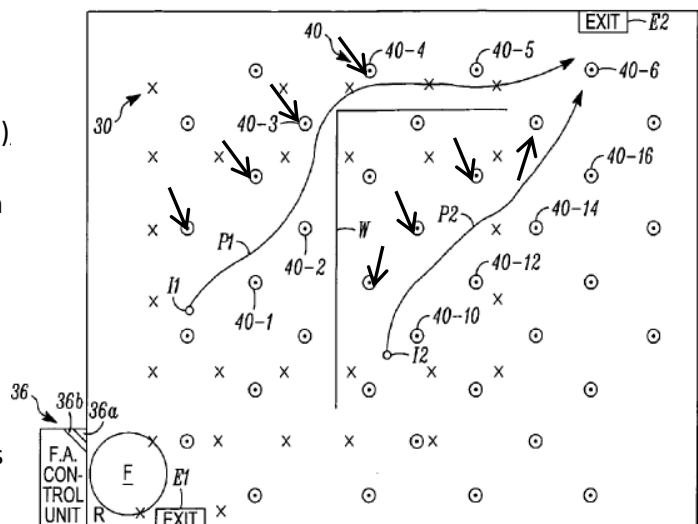 EXIT E2
40 40-4 40-5
40-6
30
)
40-3
40-16
P1 W P2 40-14
40-2
I1
40-12
40-1
40-10
I2
36
36b 36a
F.A.
CON-
TROL
UNIT
F
E1
R EXIT
s